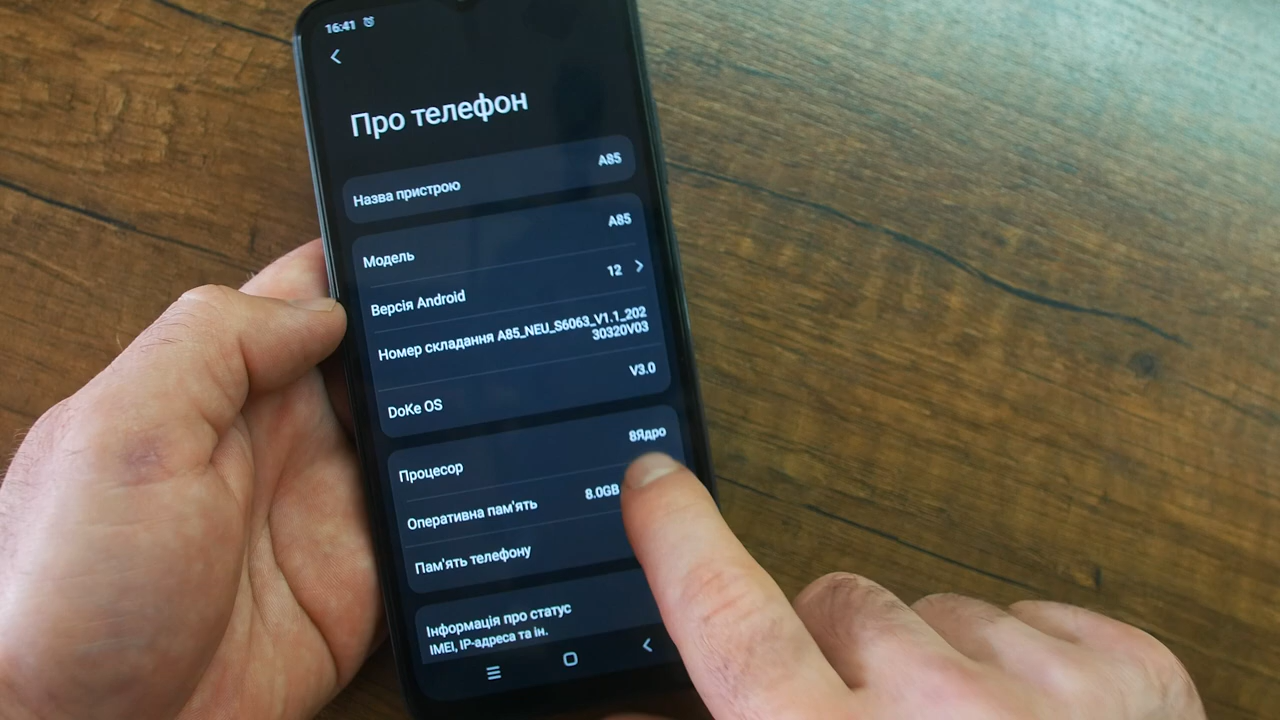 16:41
Про телефон
Назва пристрою A85
Модель A85
Версія Android 12
Номер складання A85_NEU_S6063_V1.1_202
30320V03
DoKe OS V3.0
Процесор 8Ядро
Оперативна пам'ять 8.0GB
Пам'ять телефону
Інформація про статус
IMEI, IP-адреса та ін.